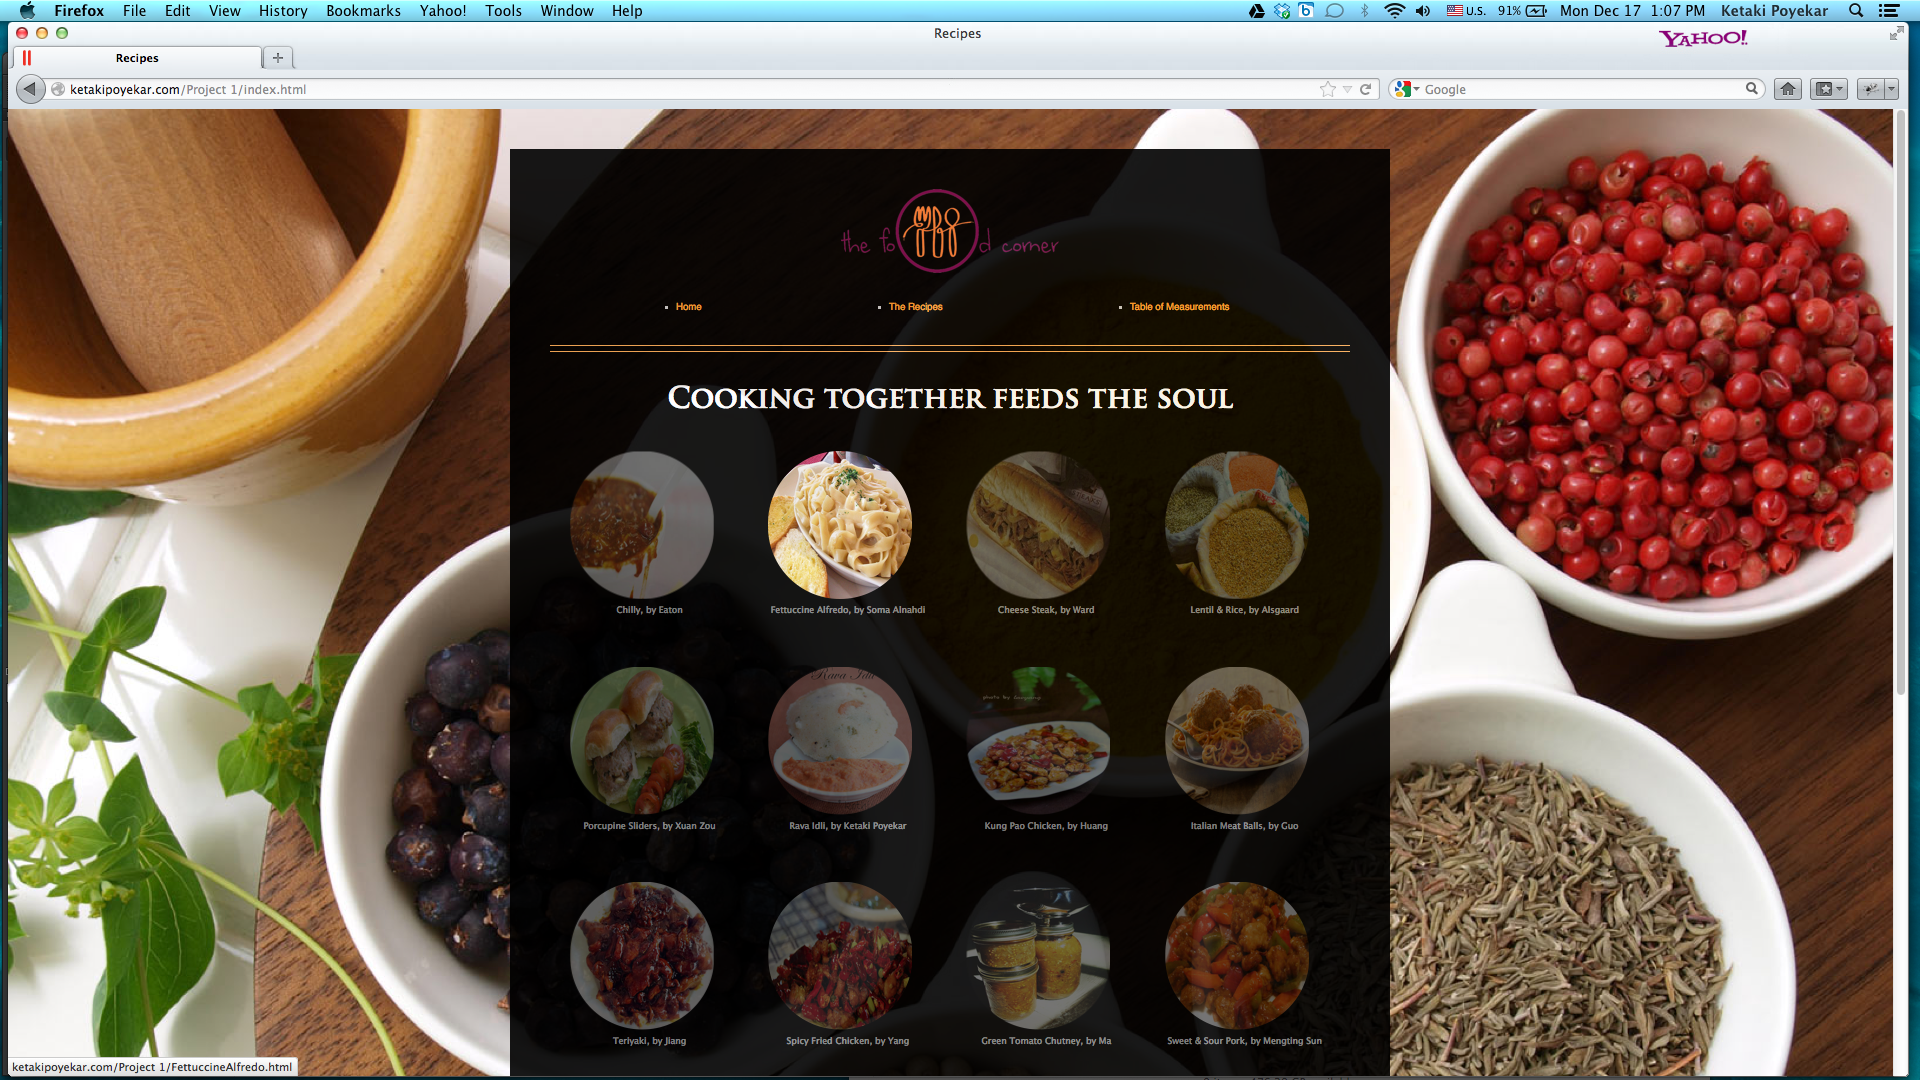 Firefox File Edit View History Bookmarks Yahoo! Tools Window Help U.S. 91% Mon Dec 17 1:07 PM Ketaki Poyekar
Recipes
YAHOO!
Recipes
ketakipoyekar.com/Project 1/index.html
Google
the food corner
Home
The Recipes
Table of Measurements
COOKING TOGETHER FEEDS THE SOUL
Chilly, by Eaton
Fettuccine Alfredo, by Soma Alnahdi
Cheese Steak, by Ward
Lentil & Rice, by Alsgaard
Rava Idli
photo by
Porcupine Sliders, by Xuan Zou
Rava Idli, by Ketaki Poyekar
Kung Pao Chicken, by Huang
Italian Meat Balls, by Guo
Teriyaki, by Jiang
Spicy Fried Chicken, by Yang
Green Tomato Chutney, by Ma
Sweet & Sour Pork, by Mengting Sun
ketakipoyekar.com/Project 1/FettuccineAlfredo.html